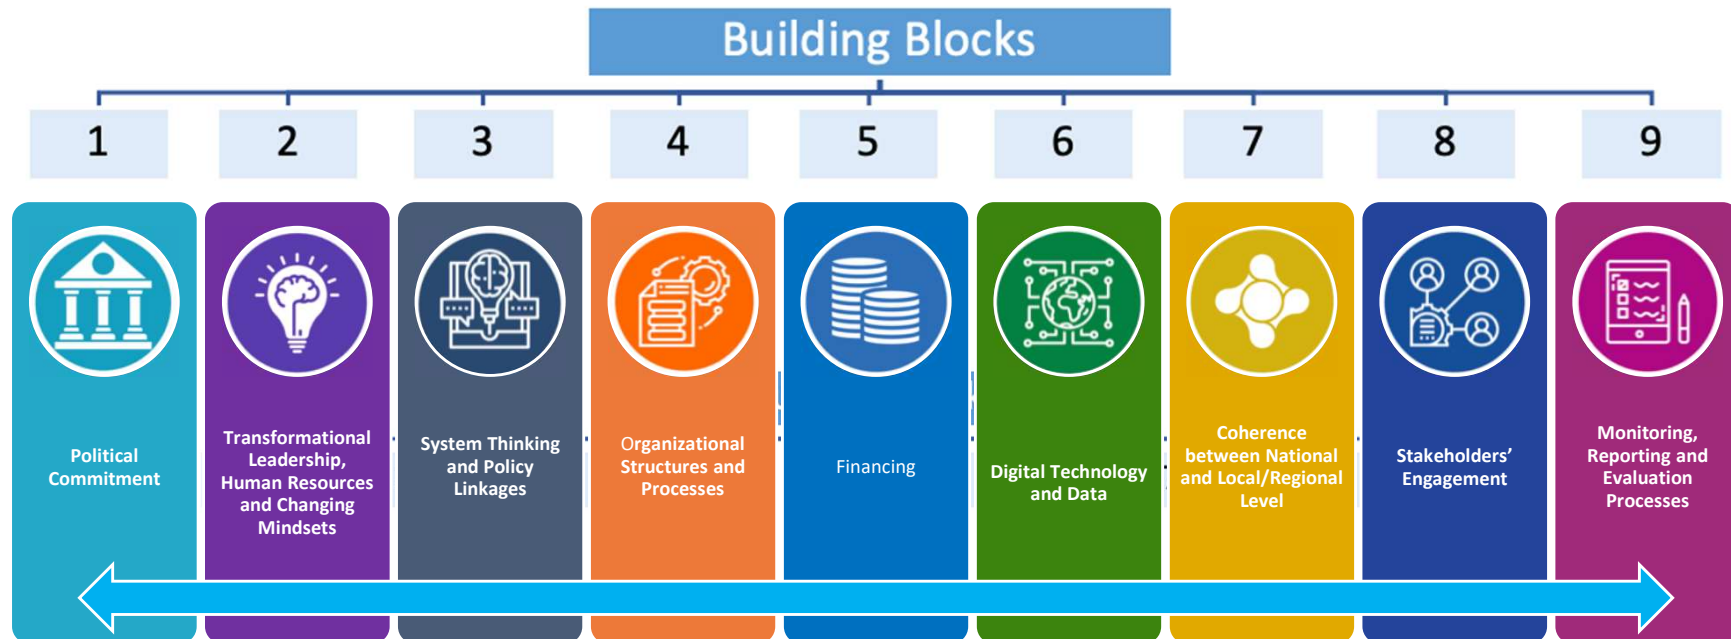 Building Blocks
1
2
3
4
5
6
7
8
9
Political
Commitment
Transformational
Leadership,
Human Resources
and Changing
Mindsets
System Thinking
and Policy
Linkages
Organizational
Structures and
Processes
Financing
Digital Technology
and Data
Coherence
between National
and Local/Regional
Level
Stakeholders’
Engagement
Monitoring,
Reporting and
Evaluation
Processes